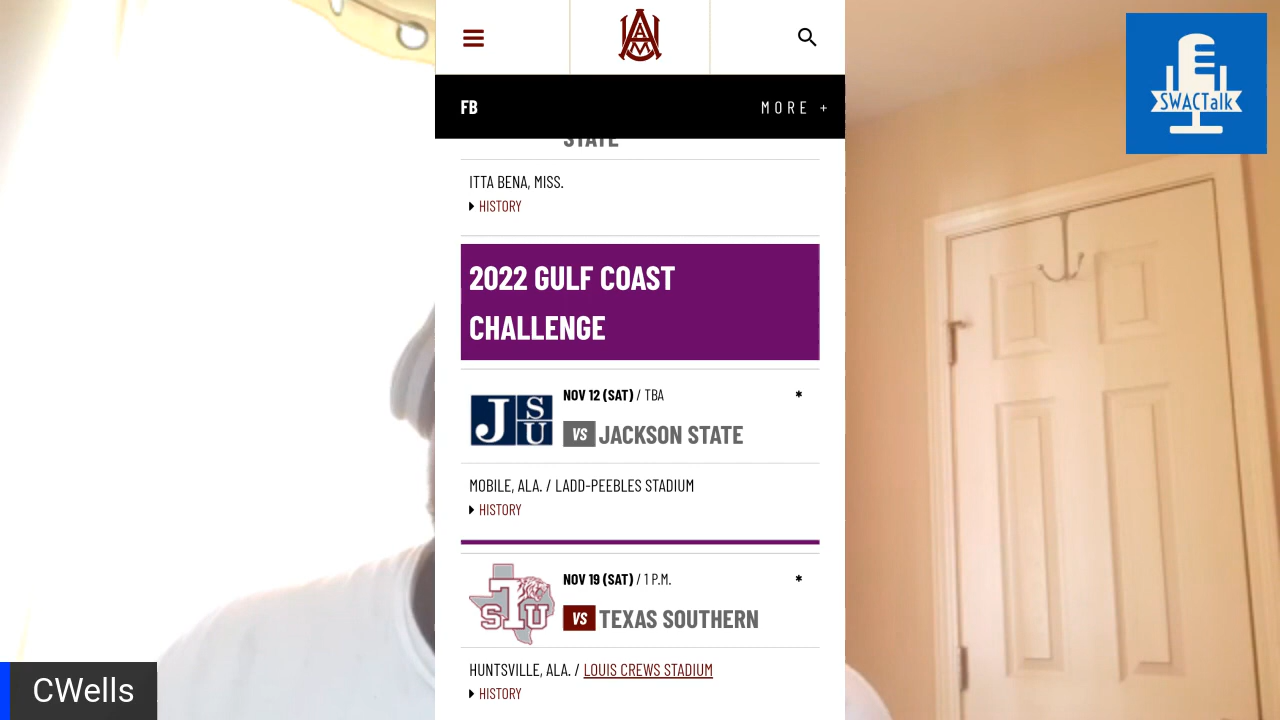 FB
MORE +
STATE
ITTA BENA, MISS.
HISTORY
2022 GULF COAST
CHALLENGE
JSU
NOV 12 (SAT) / TBA *
VS JACKSON STATE
MOBILE, ALA. / LADD-PEEBLES STADIUM
HISTORY
TSU
NOV 19 (SAT) / 1 P.M. *
VS TEXAS SOUTHERN
HUNTSVILLE, ALA. / LOUIS CREWS STADIUM
HISTORY
SWACTalk
CWells